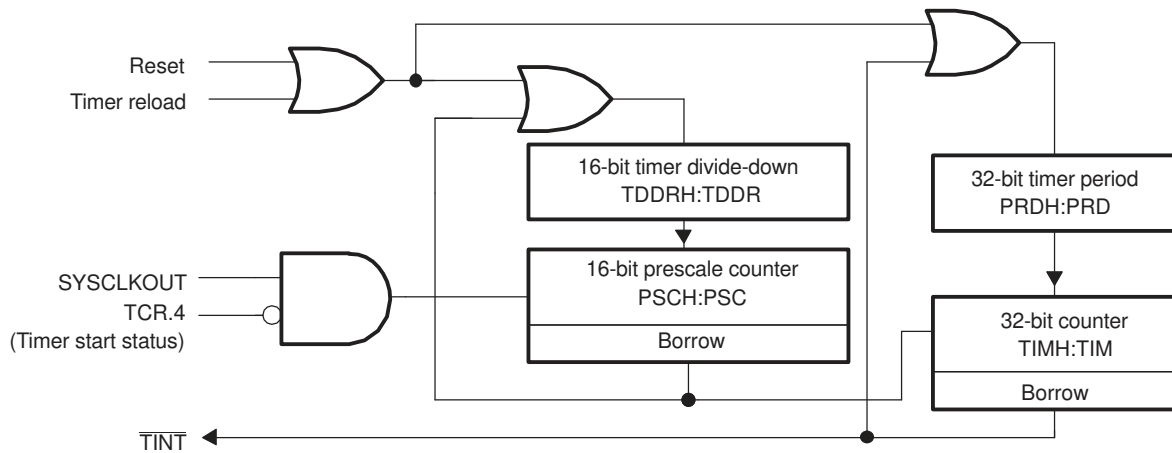 Reset
Timer reload
16-bit timer divide-down
TDDRH:TDDR
32-bit timer period
PRDH:PRD
SYSCLKOUT
TCR.4
(Timer start status)
16-bit prescale counter
PSCH:PSC
Borrow
32-bit counter
TIMH:TIM
Borrow
TINT